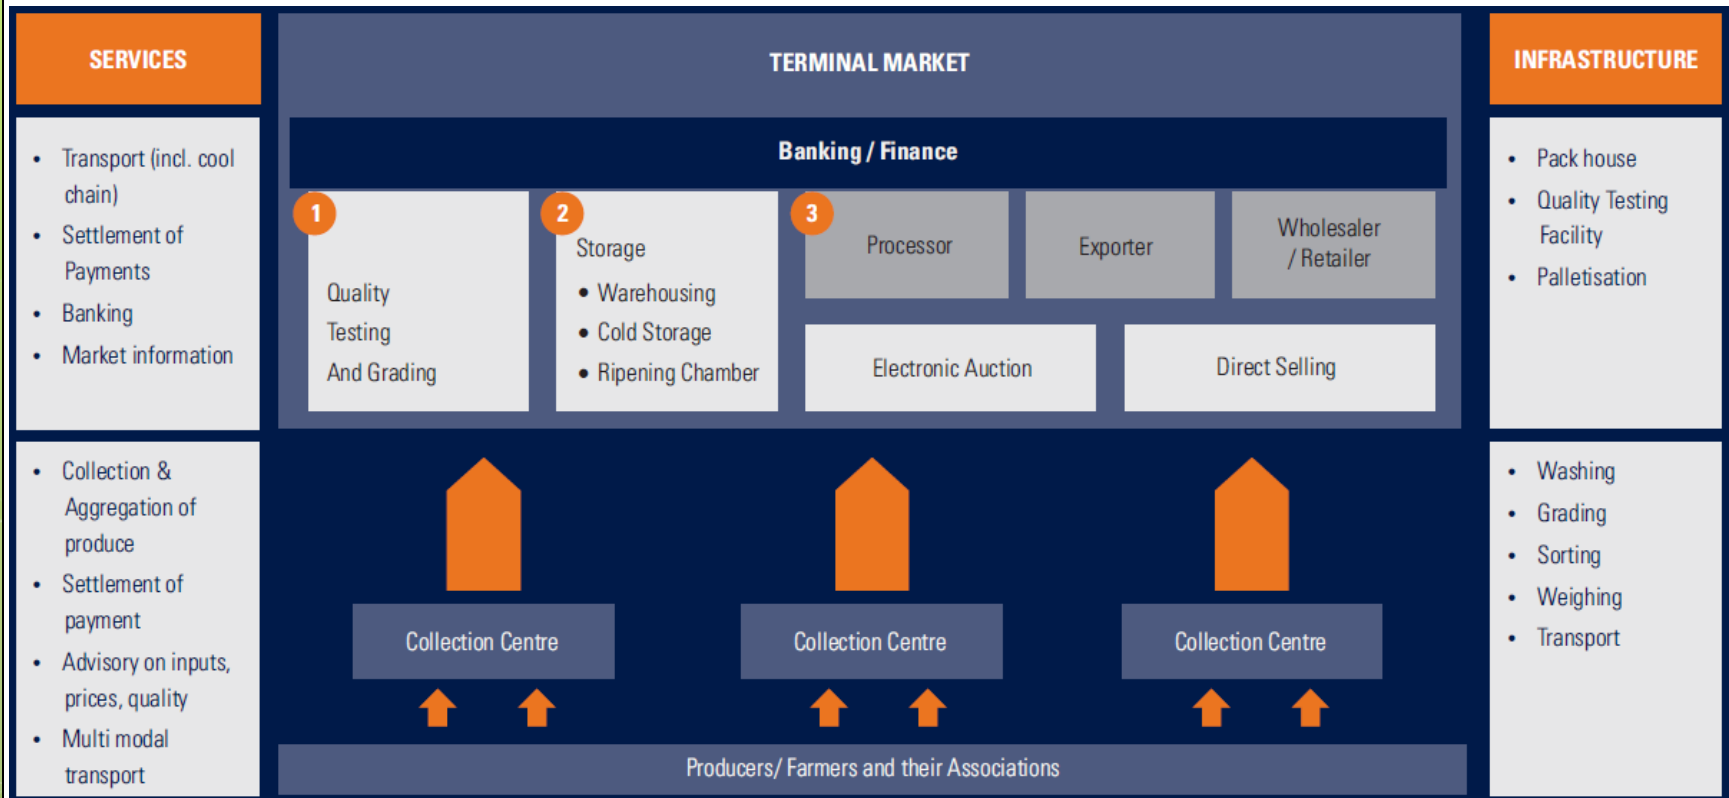 SERVICES
• Transport (incl. cool
chain)
• Settlement of
Payments
• Banking
• Market information
• Collection &
Aggregation of
produce
• Settlement of
payment
• Advisory on inputs,
prices, quality
• Multi modal
transport
TERMINAL MARKET
Banking / Finance
1
Quality
Testing
And Grading
2
Storage
• Warehousing
• Cold Storage
• Ripening Chamber
3
Processor
Exporter
Wholesaler
/ Retailer
Electronic Auction
Direct Selling
Collection Centre
Collection Centre
Collection Centre
Producers/ Farmers and their Associations
INFRASTRUCTURE
• Pack house
• Quality Testing
Facility
• Palletisation
• Washing
• Grading
• Sorting
• Weighing
• Transport